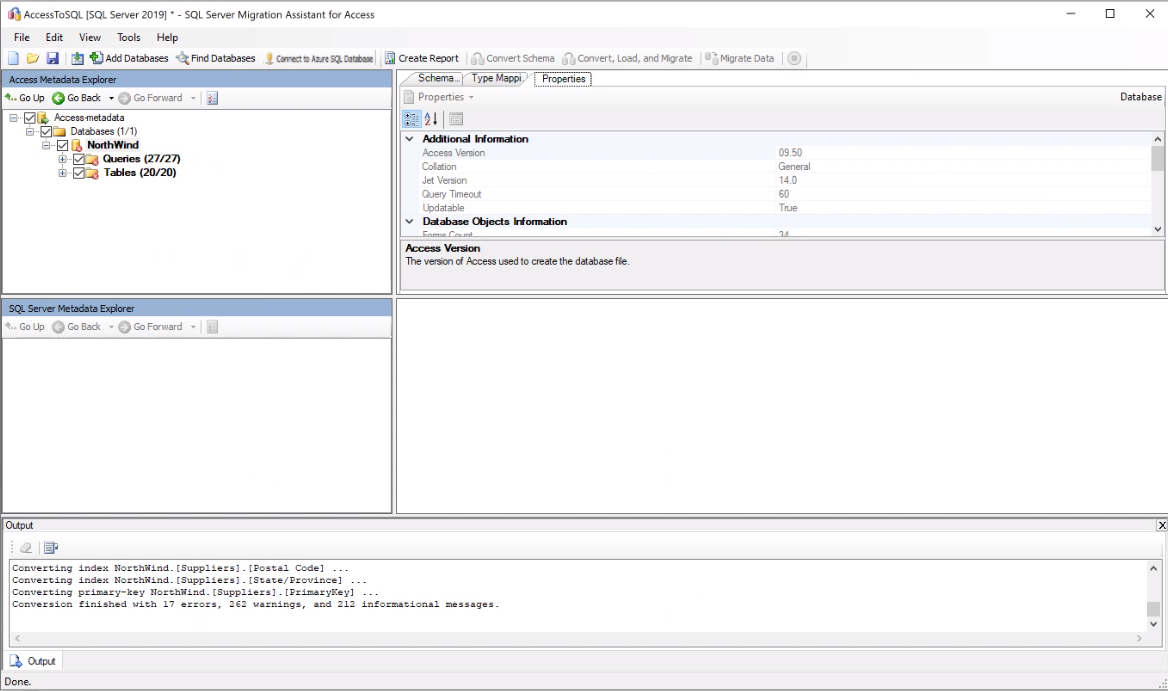 AccessToSQL [SQL Server 2019] * - SQL Server Migration Assistant for Access
File Edit View Tools Help
Add Databases Find Databases Connect to Azure SQL Database Create Report Convert Schema Convert, Load, and Migrate Migrate Data
Access Metadata Explorer
Go Up Go Back Go Forward
Access-metadata
Databases (1/1)
NorthWind
Queries (27/27)
Tables (20/20)
Schema... Type Mappi. Properties
Properties Database
Additional Information
Access Version 09.50
Collation General
Jet Version 14.0
Query Timeout 60
Updatable True
Database Objects Information
Forms Count 34
Access Version
The version of Access used to create the database file.
SQL Server Metadata Explorer
Go Up Go Back Go Forward
Output
Converting index NorthWind.[Suppliers].[Postal Code] ...
Converting index NorthWind.[Suppliers].[State/Province] ...
Converting primary-key NorthWind.[Suppliers].[PrimaryKey] ...
Conversion finished with 17 errors, 262 warnings, and 212 informational messages.
Output
Done.